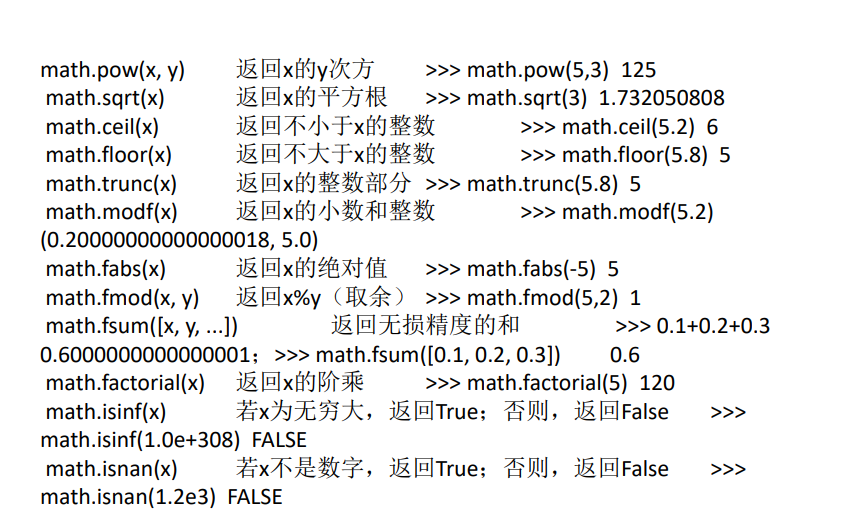 math.pow(x, y) 返回x的y次方 >>> math.pow(5,3) 125
math.sqrt(x) 返回x的平方根 >>> math.sqrt(3) 1.732050808
math.ceil(x) 返回不小于x的整数 >>> math.ceil(5.2) 6
math.floor(x) 返回不大于x的整数 >>> math.floor(5.8) 5
math.trunc(x) 返回x的整数部分 >>> math.trunc(5.8) 5
math.modf(x) 返回x的小数和整数 >>> math.modf(5.2)
(0.20000000000000018, 5.0)
math.fabs(x) 返回x的绝对值 >>> math.fabs(-5) 5
math.fmod(x, y) 返回x%y（取余） >>> math.fmod(5,2) 1
math.fsum([x, y, ...]) 返回无损精度的和 >>> 0.1+0.2+0.3
0.6000000000000001；>>> math.fsum([0.1, 0.2, 0.3]) 0.6
math.factorial(x) 返回x的阶乘 >>> math.factorial(5) 120
math.isinf(x) 若x为无穷大，返回True；否则，返回False >>>
math.isinf(1.0e+308) FALSE
math.isnan(x) 若x不是数字，返回True；否则，返回False >>>
math.isnan(1.2e3) FALSE